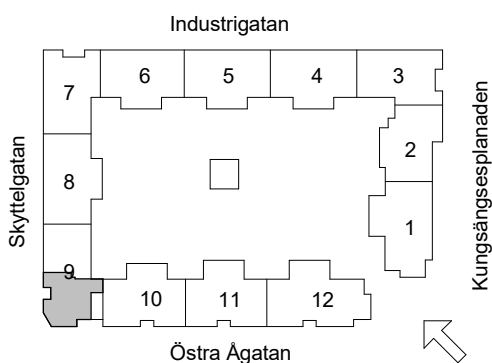 Industrigatan
6 5 4 3
7
Kungsängsesplanaden
Skyttelgatan
2
8
1
9
10 11 12
Östra Ågatan